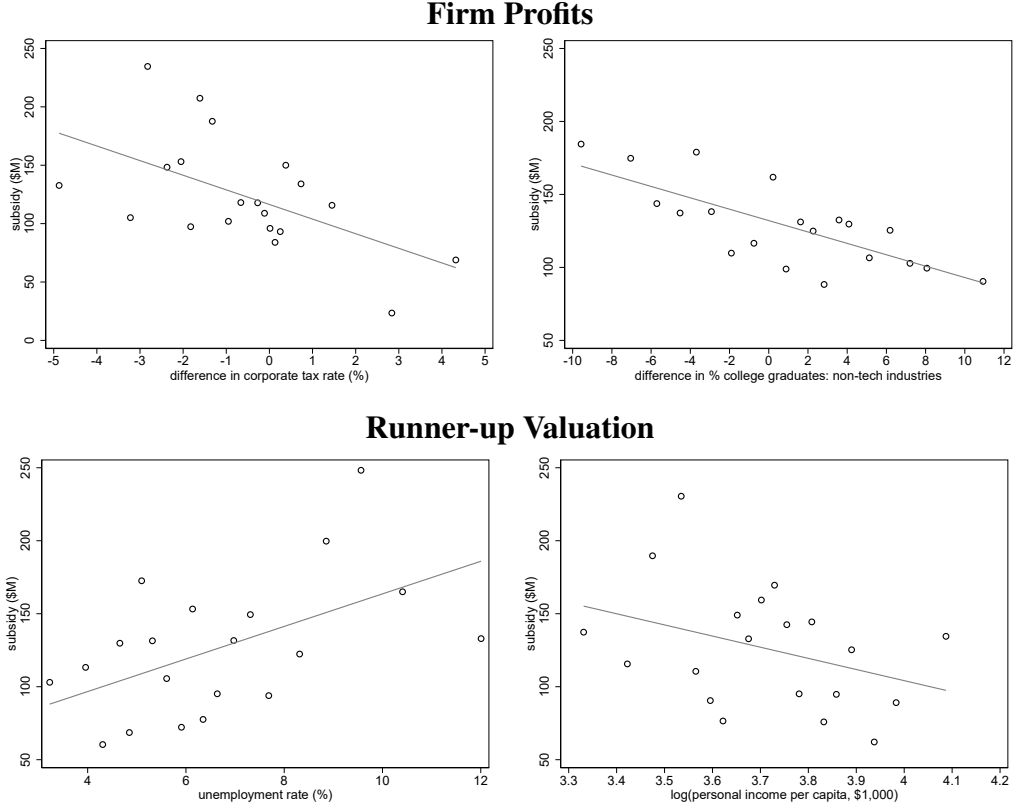 Firm Profits
subsidy ($M)
0 50 100 150 200 250
-5 -4 -3 -2 -1 0 1 2 3 4 5
difference in corporate tax rate (%)
subsidy ($M)
50 100 150 200 250
-10 -8 -6 -4 -2 0 2 4 6 8 10 12
difference in % college graduates: non-tech industries
Runner-up Valuation
subsidy ($M)
50 100 150 200 250
4 6 8 10 12
unemployment rate (%)
subsidy ($M)
50 100 150 200 250
3.3 3.4 3.5 3.6 3.7 3.8 3.9 4 4.1 4.2
log(personal income per capita, $1,000)